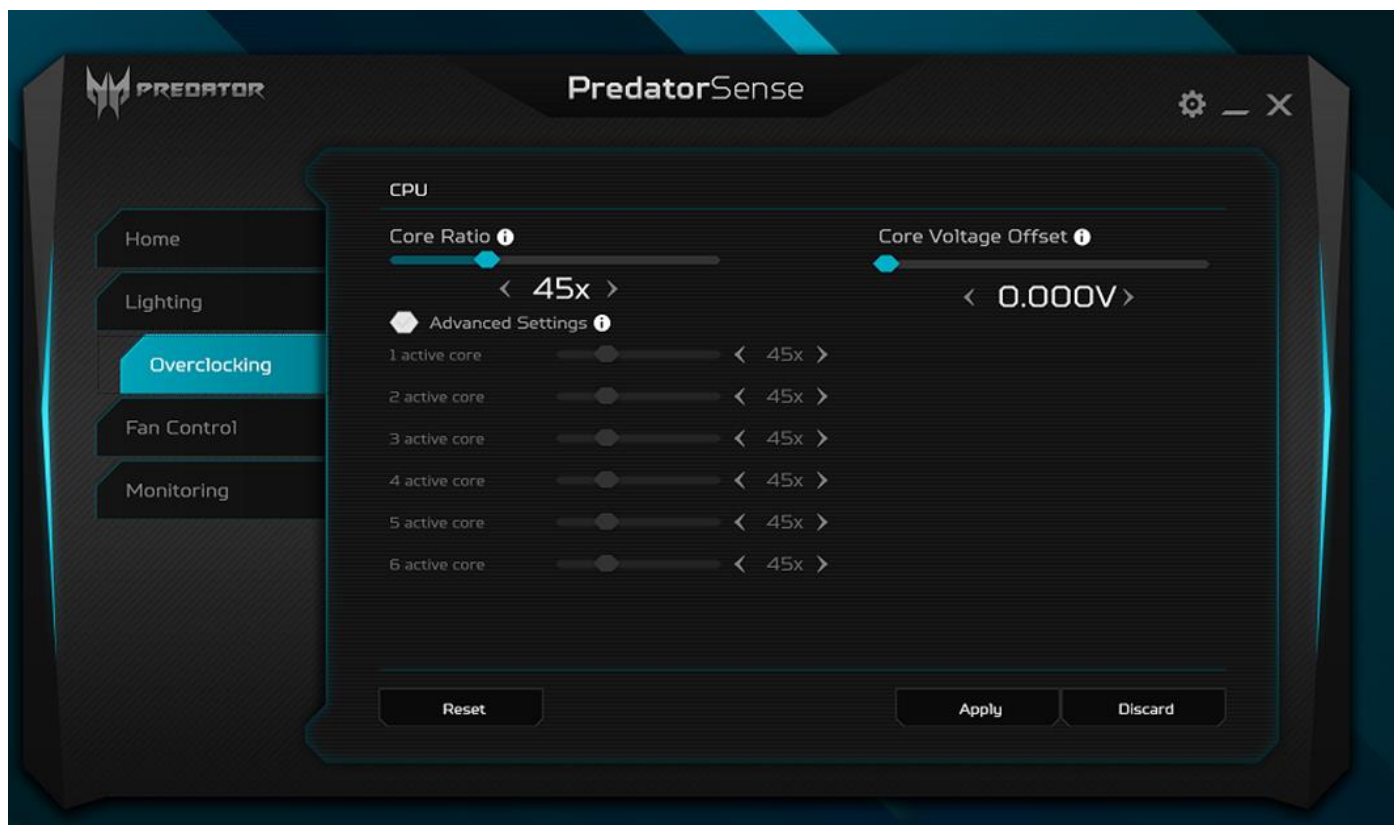 PREDATOR
PredatorSense
Home
Lighting
Overclocking
Fan Control
Monitoring
CPU
Core Ratio
45x
Core Voltage Offset
0.000V
Advanced Settings
1 active core 45x
2 active core 45x
3 active core 45x
4 active core 45x
5 active core 45x
6 active core 45x
Reset
Apply
Discard